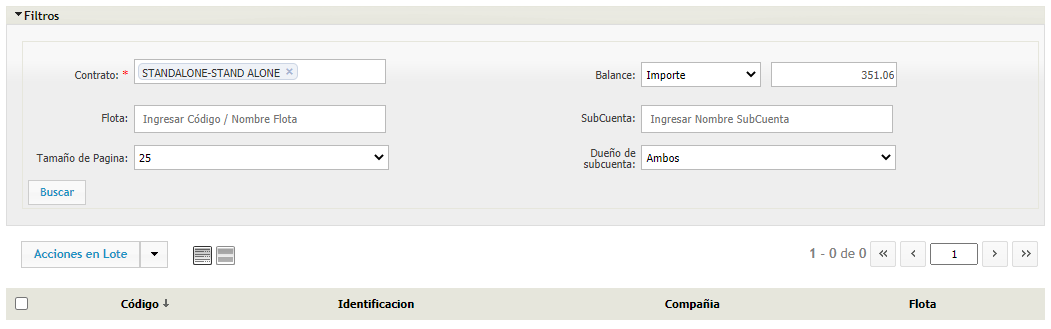 Filtros
Contrato: * STANDALONE-STAND ALONE × Balance: Importe 351.06
Flota: Ingresar Código / Nombre Flota SubCuenta: Ingresar Nombre SubCuenta
Tamaño de Pagina: 25 Dueño de subcuenta: Ambos
Buscar
Acciones en Lote 1 - 0 de 0 « ‹ 1 › »
Código ↓ Identificacion Compañia Flota